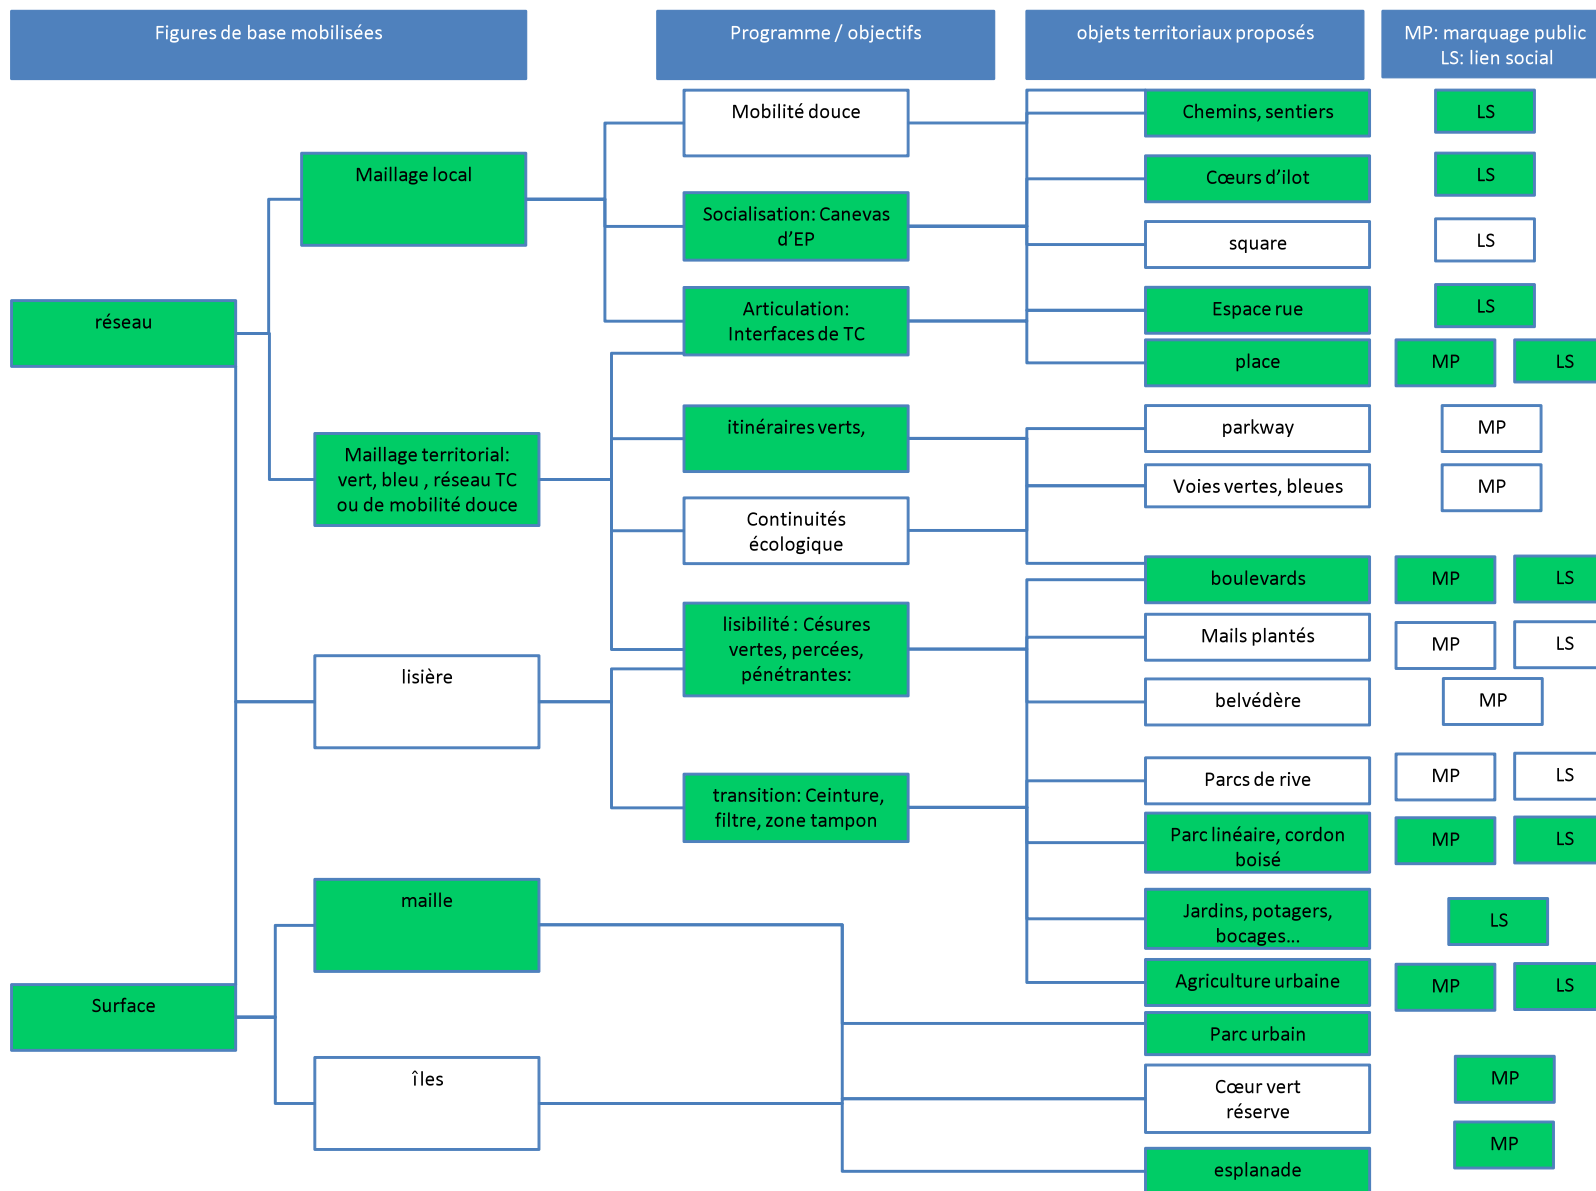 Figures de base mobilisées
Programme / objectifs
objets territoriaux proposés
MP: marquage public
LS: lien social
réseau
Surface
Maillage local
Maillage territorial:
vert, bleu , réseau TC
ou de mobilité douce
lisière
maille
îles
Mobilité douce
Socialisation: Canevas
d’EP
Articulation:
Interfaces de TC
itinéraires verts,
Continuités
écologique
lisibilité : Césures
vertes, percées,
pénétrantes:
transition: Ceinture,
filtre, zone tampon
Chemins, sentiers
LS
Cœurs d’ilot
LS
square
LS
Espace rue
LS
place
MP
LS
parkway
MP
Voies vertes, bleues
MP
boulevards
MP
LS
Mails plantés
MP
LS
belvédère
MP
Parcs de rive
MP
LS
Parc linéaire, cordon
boisé
MP
LS
Jardins, potagers,
bocages...
LS
Agriculture urbaine
MP
LS
Parc urbain
Cœur vert
réserve
MP
esplanade
MP